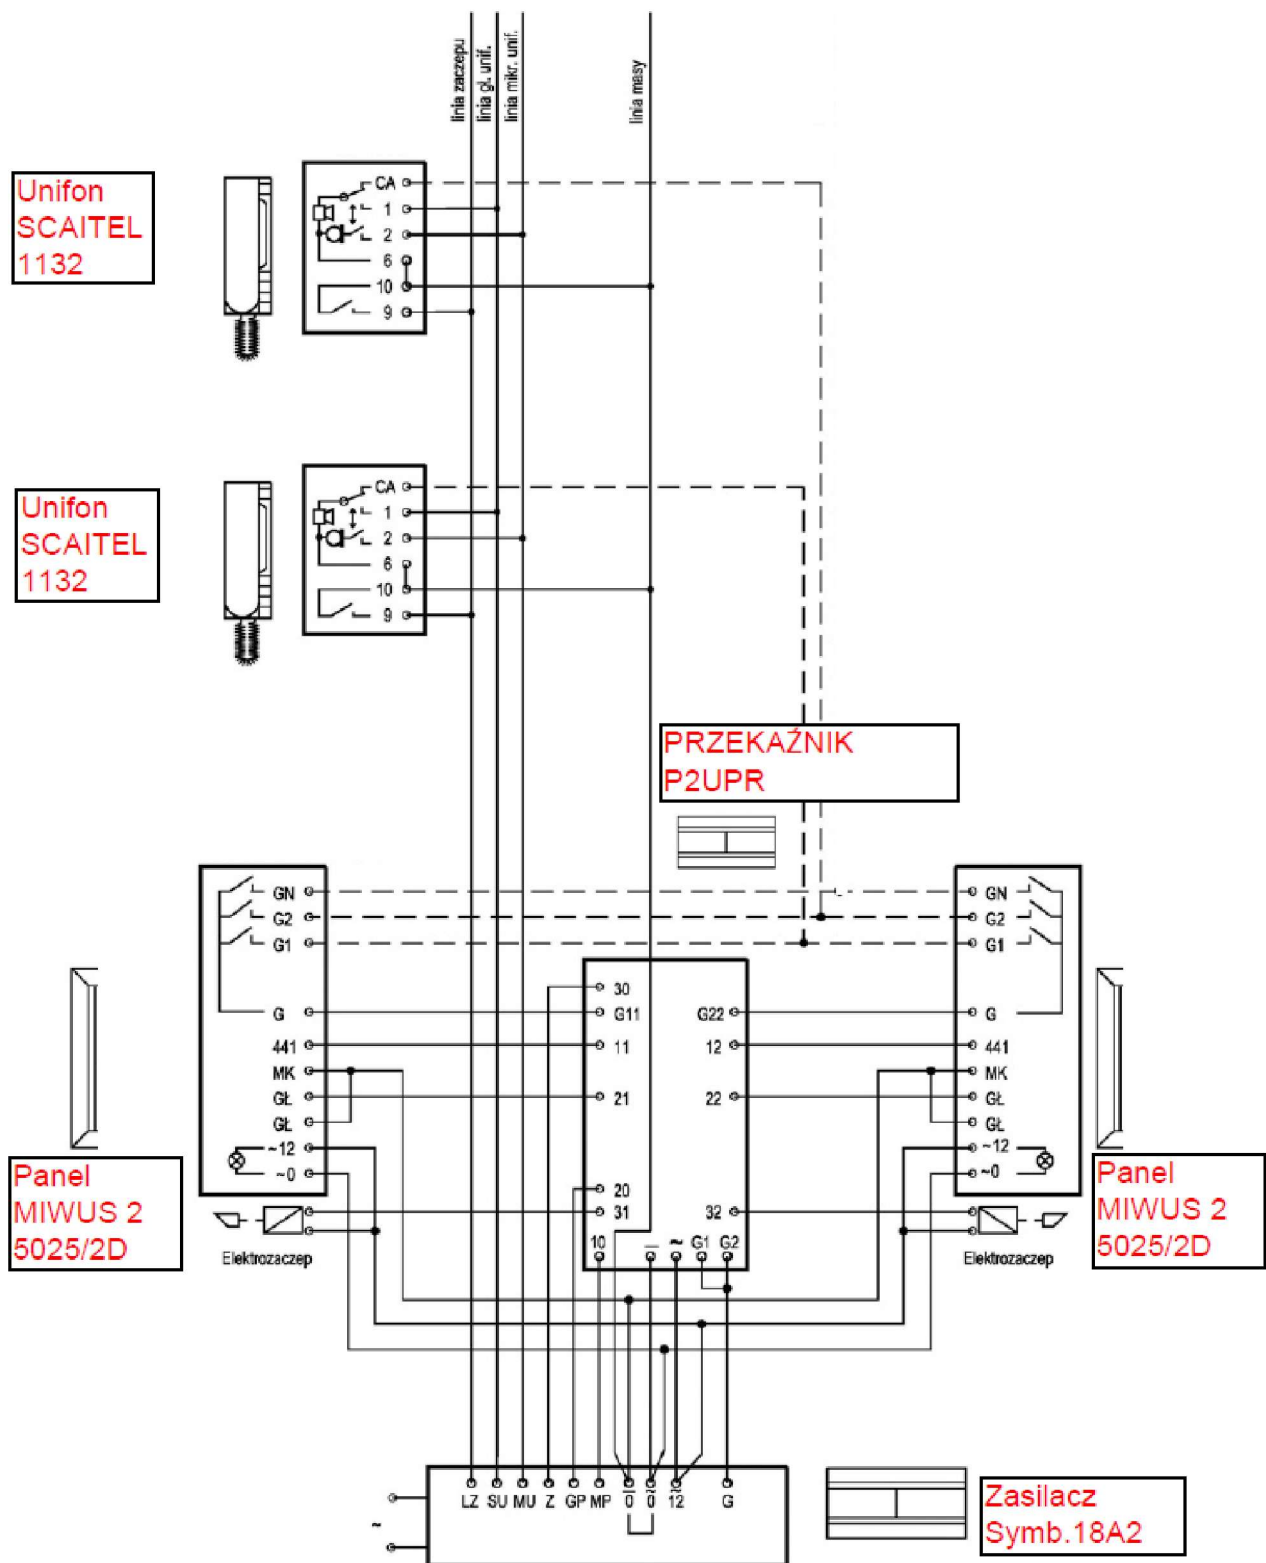 linia zaczepu
linia gł. unif.
linia mikr. unif.
linia masy
Unifon
SCAITEL
1132
CA
1
2
6
10
9
Unifon
SCAITEL
1132
CA
1
2
6
10
9
PRZEKAŹNIK
P2UPR
GN
G2
G1
G
441
MK
GŁ
GŁ
~12
~0
Elektrozaczep
Panel
MIWUS 2
5025/2D
30
G11
11
21
20
31
10
G22
12
22
32
—
~
G1
G2
GN
G2
G1
G
441
MK
GŁ
GŁ
~12
~0
Elektrozaczep
Panel
MIWUS 2
5025/2D
~
LZ SU MU Z GP MP 0 0 12 G
Zasilacz
Symb.18A2